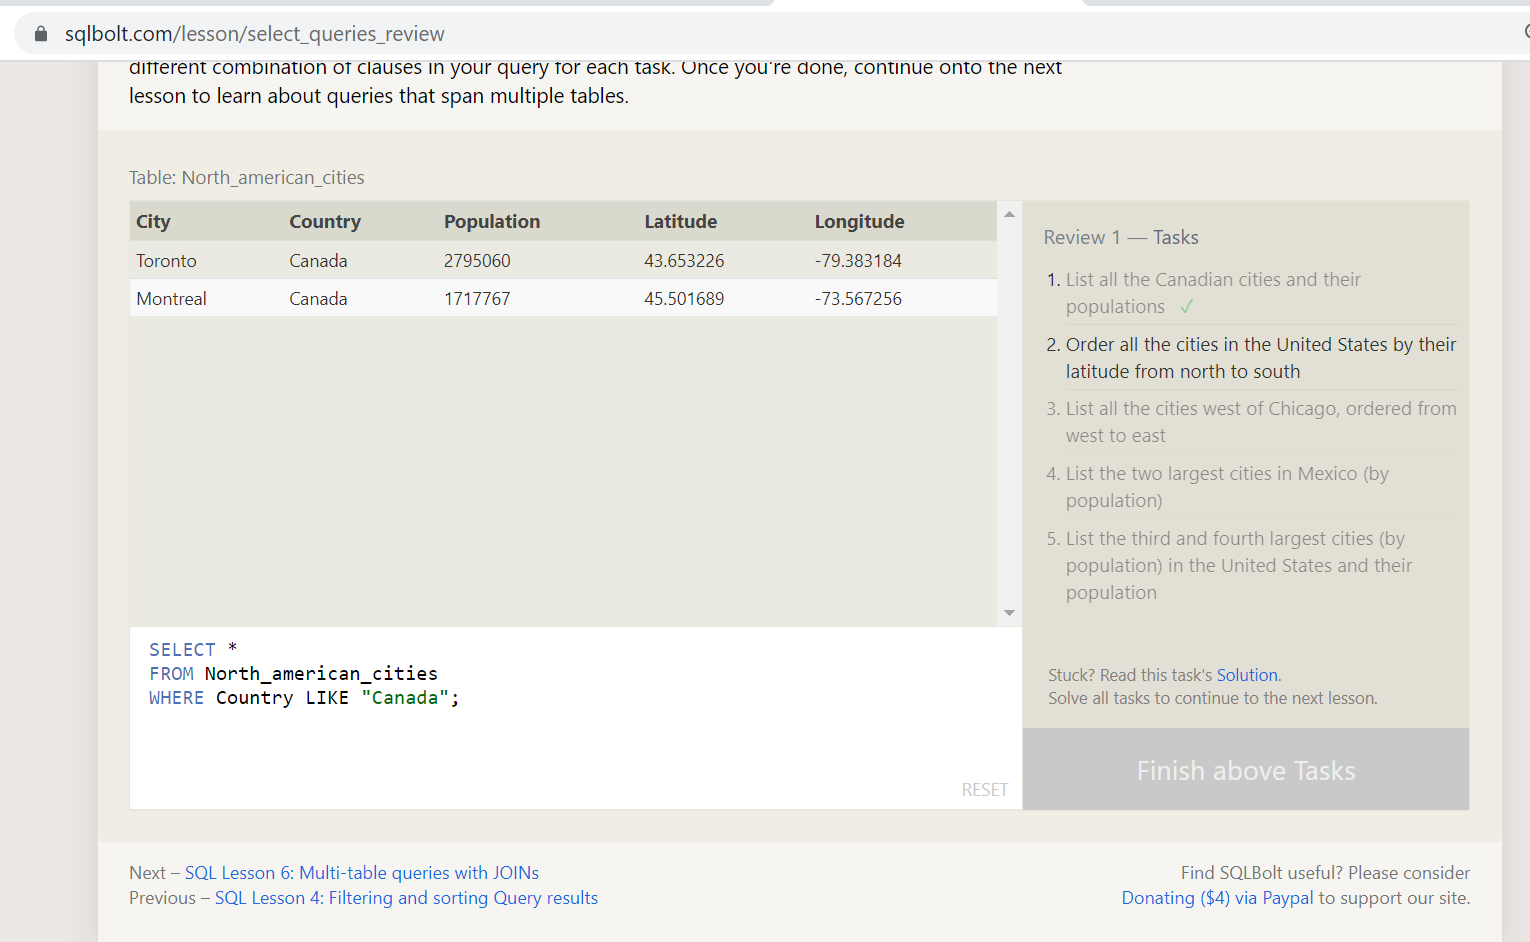 sqlbolt.com/lesson/select_queries_review
different combination of clauses in your query for each task. Once you're done, continue onto the next
lesson to learn about queries that span multiple tables.
Table: North_american_cities
City Country Population Latitude Longitude
Toronto Canada 2795060 43.653226 -79.383184
Montreal Canada 1717767 45.501689 -73.567256
SELECT *
FROM North_american_cities
WHERE Country LIKE "Canada";
RESET
Review 1 — Tasks
1. List all the Canadian cities and their
populations ✓
2. Order all the cities in the United States by their
latitude from north to south
3. List all the cities west of Chicago, ordered from
west to east
4. List the two largest cities in Mexico (by
population)
5. List the third and fourth largest cities (by
population) in the United States and their
population
Stuck? Read this task's Solution.
Solve all tasks to continue to the next lesson.
Finish above Tasks
Next – SQL Lesson 6: Multi-table queries with JOINs
Previous – SQL Lesson 4: Filtering and sorting Query results
Find SQLBolt useful? Please consider
Donating ($4) via Paypal to support our site.